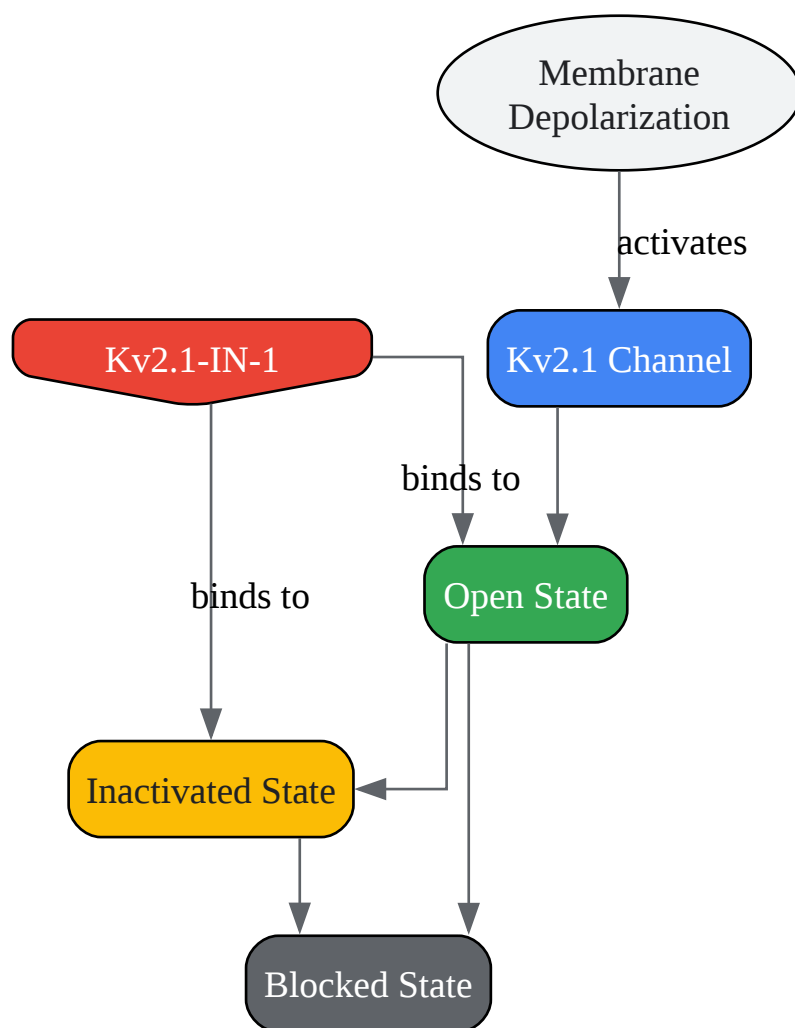 Membrane
Depolarization
activates
Kv2.1-IN-1
Kv2.1 Channel
binds to
Open State
binds to
Inactivated State
Blocked State